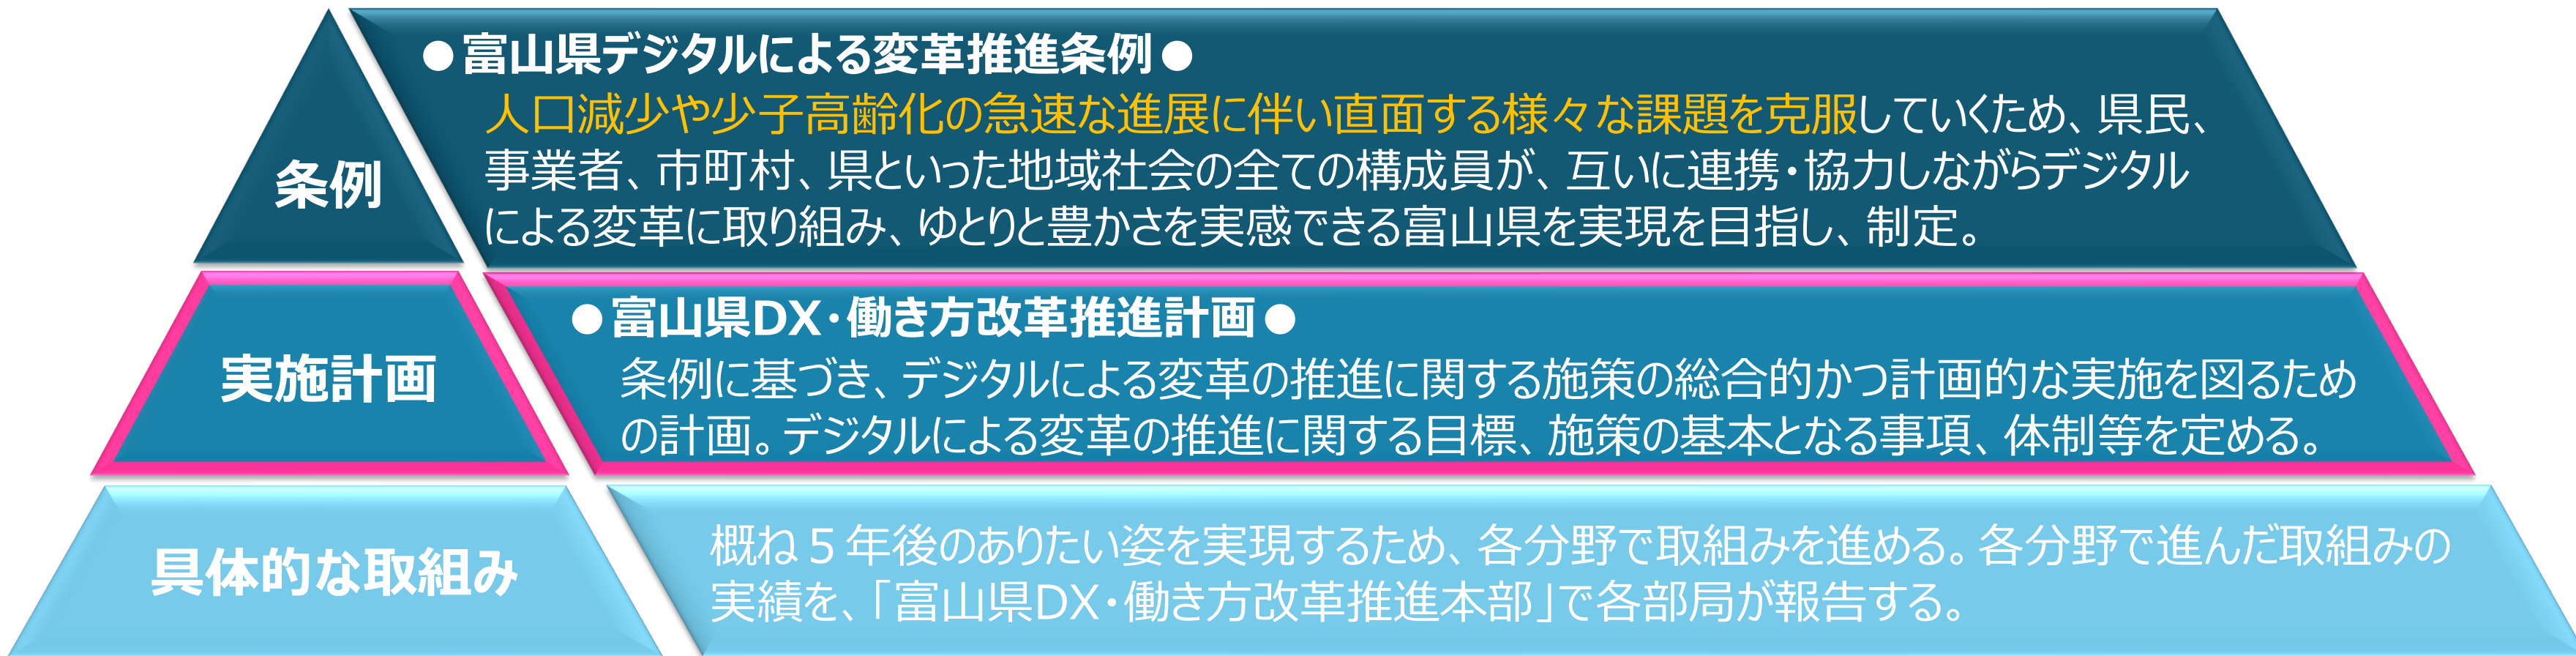 条例
●富山県デジタルによる変革推進条例●
人口減少や少子高齢化の急速な進展に伴い直面する様々な課題を克服していくため、県民、
事業者、市町村、県といった地域社会の全ての構成員が、互いに連携・協力しながらデジタル
による変革に取り組み、ゆとりと豊かさを実感できる富山県を実現を目指し、制定。
実施計画
●富山県DX・働き方改革推進計画●
条例に基づき、デジタルによる変革の推進に関する施策の総合的かつ計画的な実施を図るため
の計画。デジタルによる変革の推進に関する目標、施策の基本となる事項、体制等を定める。
具体的な取組み
概ね５年後のありたい姿を実現するため、各分野で取組みを進める。各分野で進んだ取組みの
実績を、「富山県DX・働き方改革推進本部」で各部局が報告する。